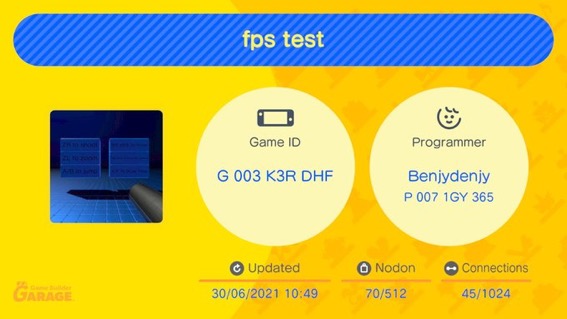 fps test
Game ID
G 003 K3R DHF
Programmer
Benjydenjy
P 007 1GY 365
Updated
30/06/2021 10:49
Nodon
70/512
Connections
45/1024
Game Builder
GARAGE